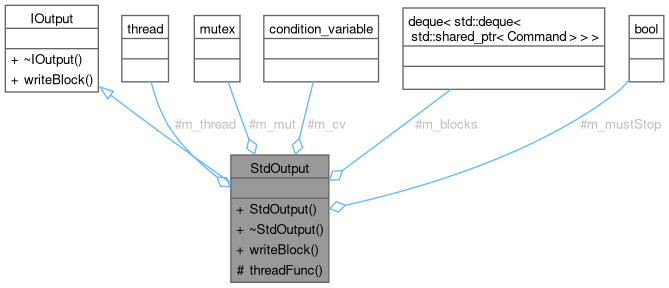 IOutput
+ ~IOutput()
+ writeBlock()
thread
mutex
condition_variable
deque< std::deque<
std::shared_ptr< Command > > >
bool
#m_thread
#m_mut
#m_cv
#m_blocks
#m_mustStop
StdOutput
+ StdOutput()
+ ~StdOutput()
+ writeBlock()
# threadFunc()